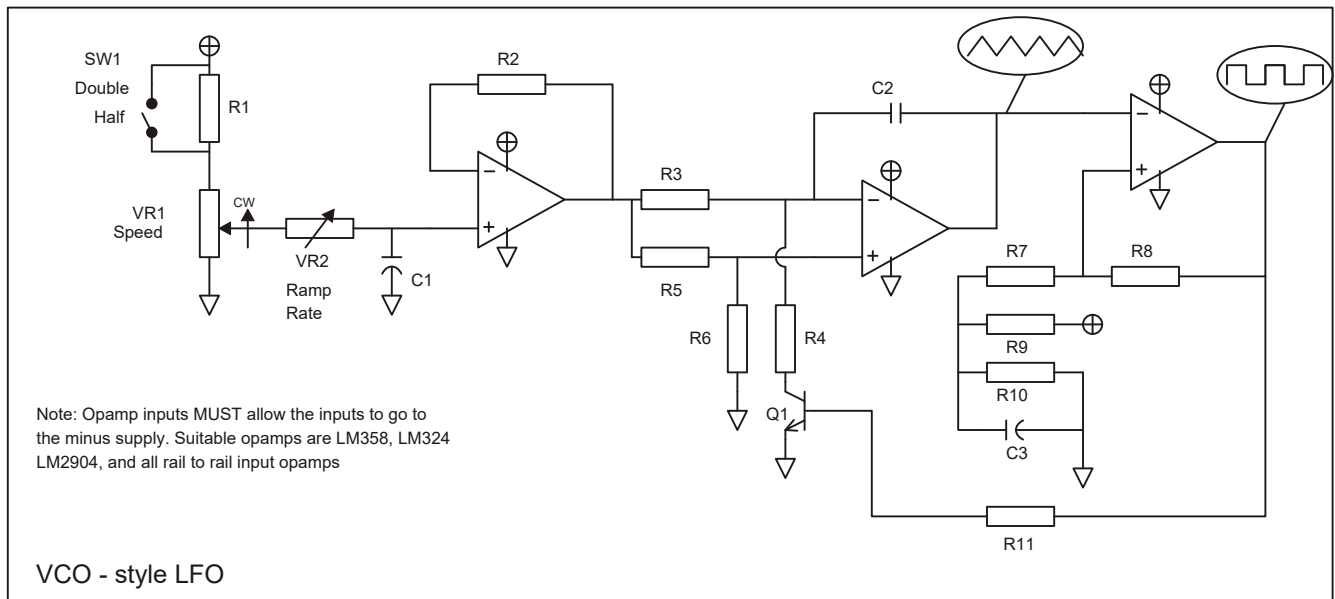 SW1
Double
Half
R1
VR1
Speed
CW
VR2
Ramp
Rate
C1
R2
R3
R5
R6
R4
Q1
C2
R7
R8
R9
R10
C3
R11
Note: Opamp inputs MUST allow the inputs to go to
the minus supply. Suitable opamps are LM358, LM324
LM2904, and all rail to rail input opamps
VCO - style LFO